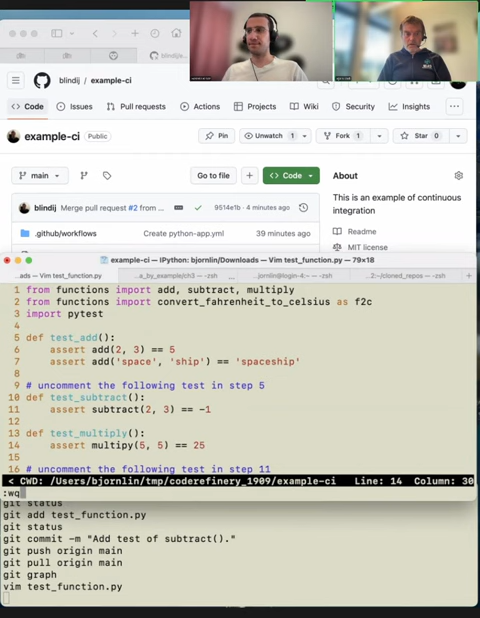 blindij/e...
blindij / example-ci
Code Issues Pull requests Actions Projects Wiki Security Insights ...
example-ci Public Pin Unwatch 1 Fork 1 Star 0
main Go to file + Code About
blindij Merge pull request #2 from ... 9514e1b · 4 minutes ago
This is an example of continuous
integration
.github/workflows Create python-app.yml 39 minutes ago
Readme
MIT license
example-ci — IPython: bjornlin/Downloads — Vim test_function.py — 79×18
...ads — Vim test_function.py ...a_by_example/ch3 — -zsh ...jornlin@login-4:~ — -zsh ...2:~/cloned_repos — -zsh +
1 from functions import add, subtract, multiply
2 from functions import convert_fahrenheit_to_celsius as f2c
3 import pytest
4
5 def test_add():
6     assert add(2, 3) == 5
7     assert add('space', 'ship') == 'spaceship'
8
9 # uncomment the following test in step 5
10 def test_subtract():
11     assert subtract(2, 3) == -1
12
13 def test_multiply():
14     assert multipy(5, 5) == 25
15
16 # uncomment the following test in step 11
< CWD: /Users/bjornlin/tmp/coderefinery_1909/example-ci   Line: 14  Column: 30
:wq
git status
git add test_function.py
git status
git commit -m "Add test of subtract()."
git push origin main
git pull origin main
git graph
vim test_function.py